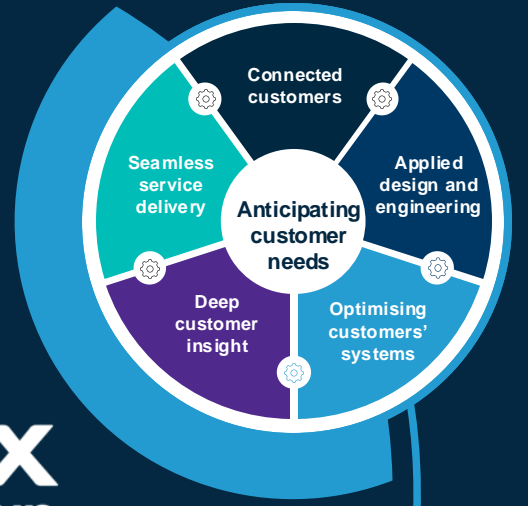 Connected
customers
Seamless
service
delivery
Applied
design and
engineering
Anticipating
customer
needs
Deep
customer
insight
Optimising
customers’
systems
x